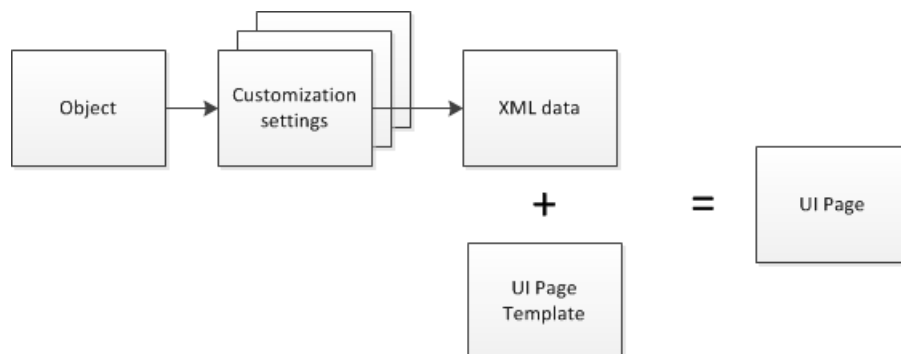 Object
Customization
settings
XML data
+
=
UI Page
UI Page
Template